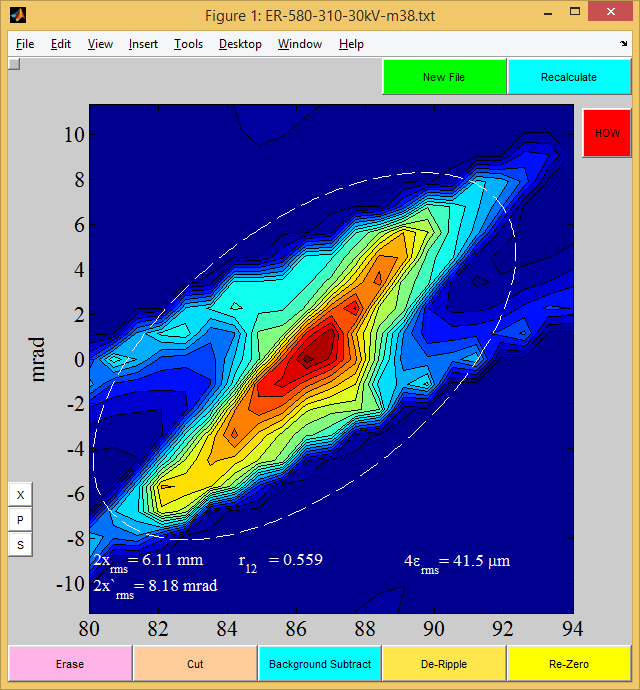 Figure 1: ER-580-310-30kV-m38.txt
File Edit View Insert Tools Desktop Window Help
New File Recalculate
HOW
10
8
6
4
2
0
-2
-4
-6
-8
-10
mrad
X
P
S
2x_rms = 6.11 mm r_12 = 0.559 4ε_rms = 41.5 µm
2x`_rms = 8.18 mrad
80 82 84 86 88 90 92 94
Erase Cut Background Subtract De-Ripple Re-Zero